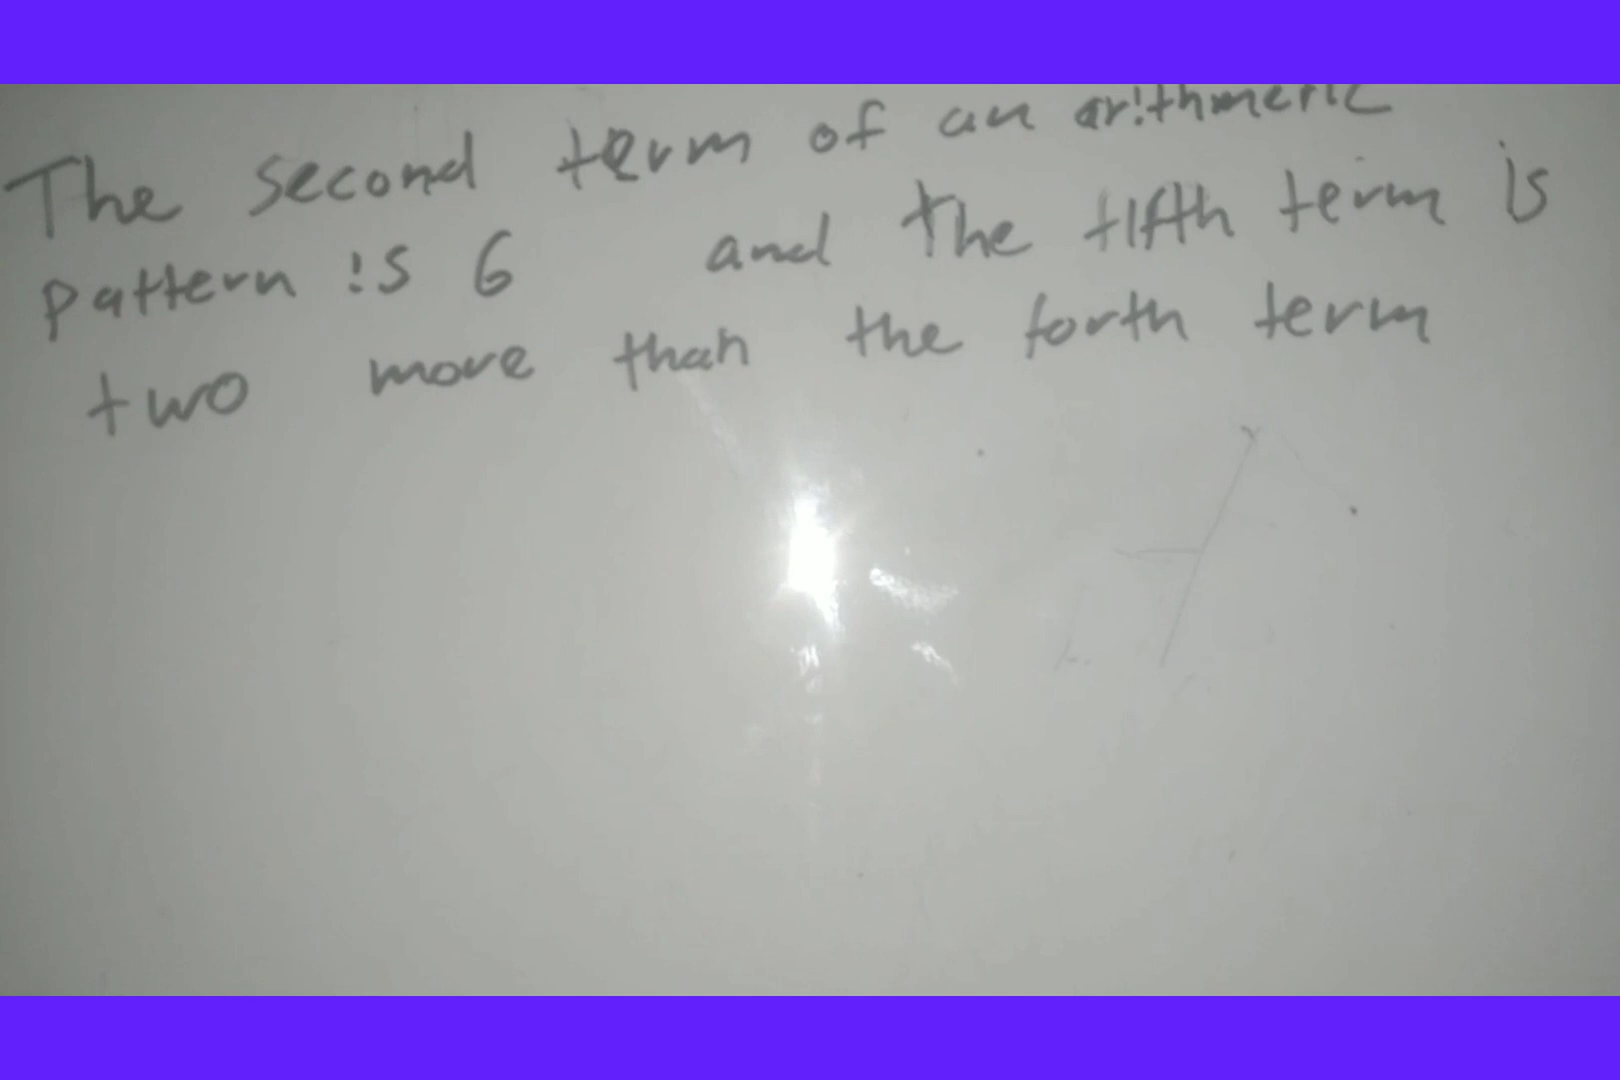 The second term of an arithmetic
pattern is 6 and the fifth term is
two more than the forth term